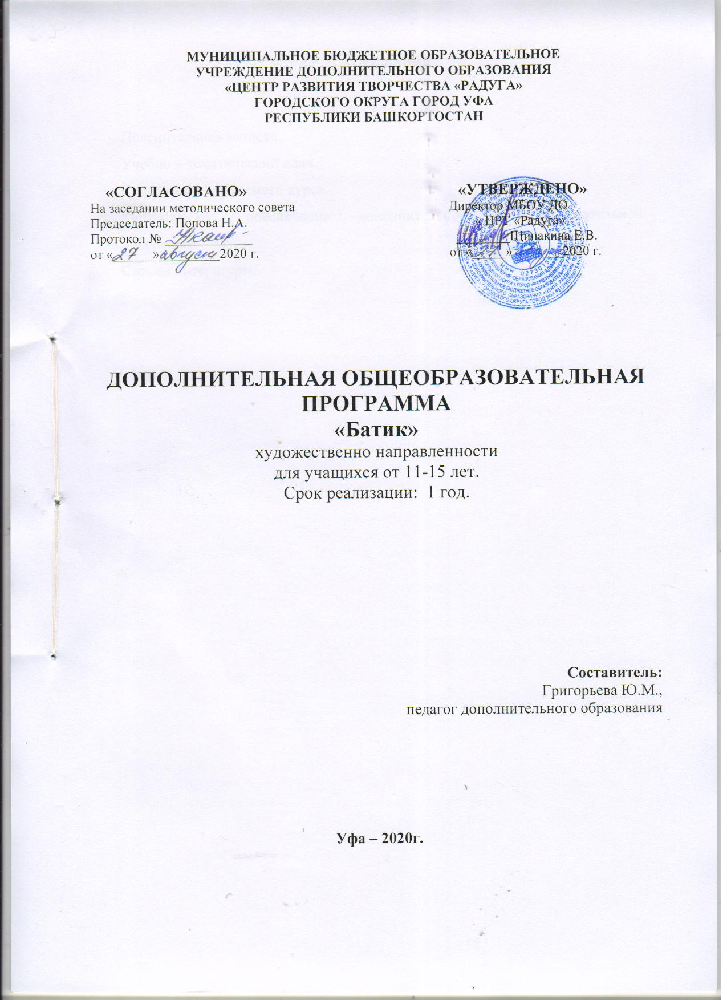 МУНИЦИПАЛЬНОЕ БЮДЖЕТНОЕ ОБРАЗОВАТЕЛЬНОЕ
УЧРЕЖДЕНИЕ ДОПОЛНИТЕЛЬНОГО ОБРАЗОВАНИЯ
«ЦЕНТР РАЗВИТИЯ ТВОРЧЕСТВА «РАДУГА»
ГОРОДСКОГО ОКРУГА ГОРОД УФА
РЕСПУБЛИКИ БАШКОРТОСТАН
«СОГЛАСОВАНО»
На заседании методического совета
Председатель: Попова Н.А.
Протокол №
от «27» августа 2020 г.
«УТВЕРЖДЕНО»
Директор МБОУ ДО
« ЦРТ «Радуга»
Щипакина Е.В.
от «27» 2020 г.
ДОПОЛНИТЕЛЬНАЯ ОБЩЕОБРАЗОВАТЕЛЬНАЯ
ПРОГРАММА
«Батик»
художественно направленности
для учащихся от 11-15 лет.
Срок реализации: 1 год.
Составитель:
Григорьева Ю.М.,
педагог дополнительного образования
Уфа – 2020г.